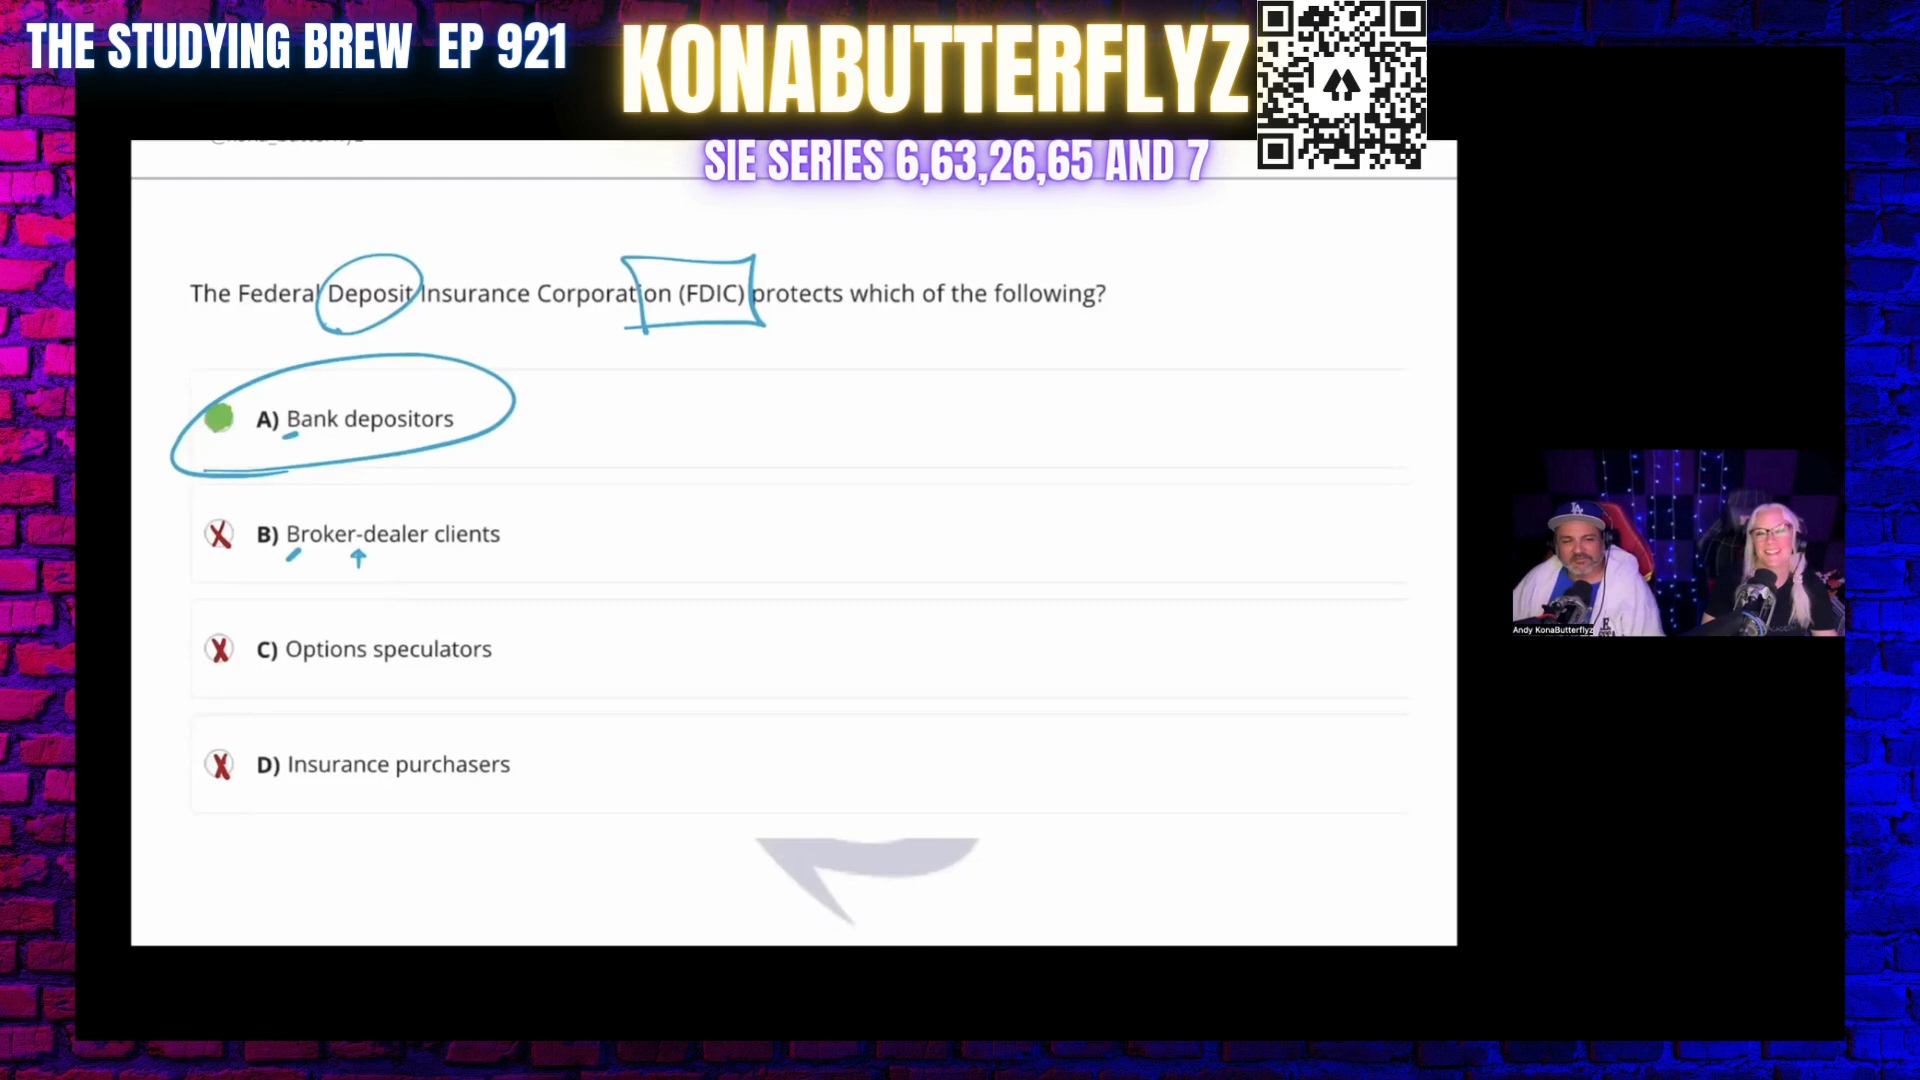 THE STUDYING BREW EP 921
KONABUTTERFLYZ
SIE SERIES 6,63,26,65 AND 7
The Federal Deposit Insurance Corporation (FDIC) protects which of the following?
A) Bank depositors
B) Broker-dealer clients
C) Options speculators
D) Insurance purchasers
LA
Andy KonaButterflyz